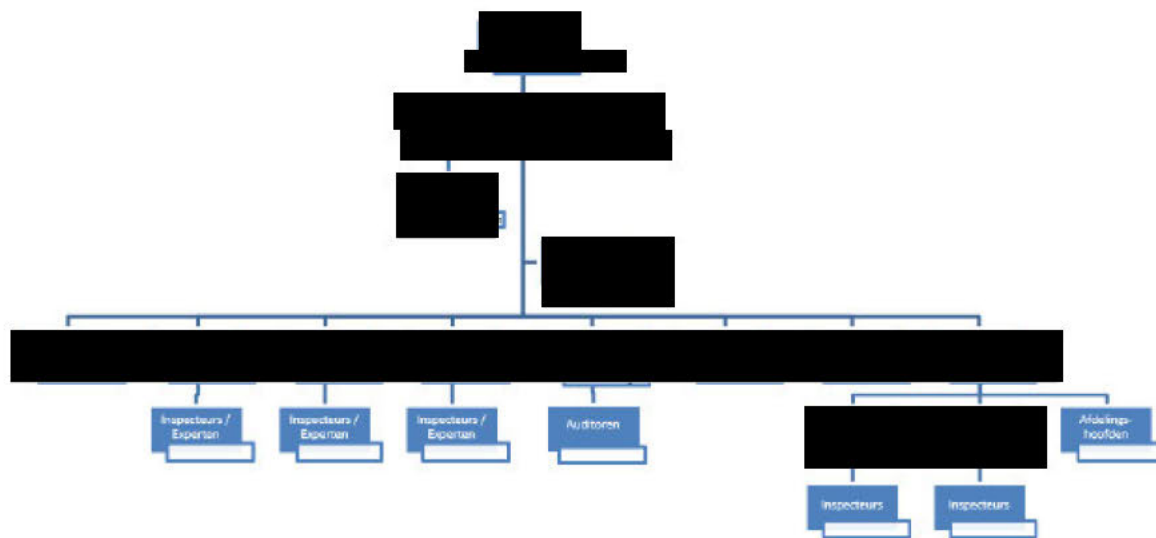 Inspecteurs /
Experten
Inspecteurs /
Experten
Inspecteurs /
Experten
Auditoren
Afdelings-
hoofden
Inspecteurs
Inspecteurs